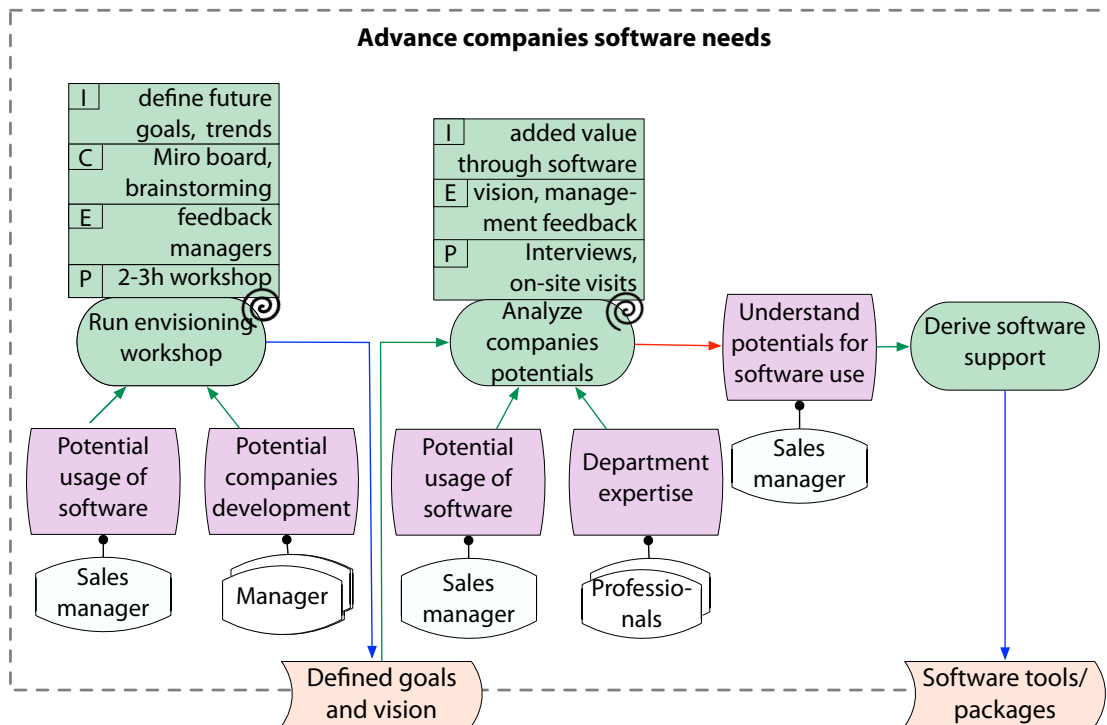 Advance companies software needs
I define future
goals, trends
C Miro board,
brainstorming
E feedback
managers
P 2-3h workshop
Run envisioning
workshop
I added value
through software
E vision, manage-
ment feedback
P Interviews,
on-site visits
Analyze
companies
potentials
Understand
potentials for
software use
Derive software
support
Potential
usage of
software
Potential
companies
development
Potential
usage of
software
Department
expertise
Sales
manager
Sales
manager
Manager
Sales
manager
Professio-
nals
Defined goals
and vision
Software tools/
packages